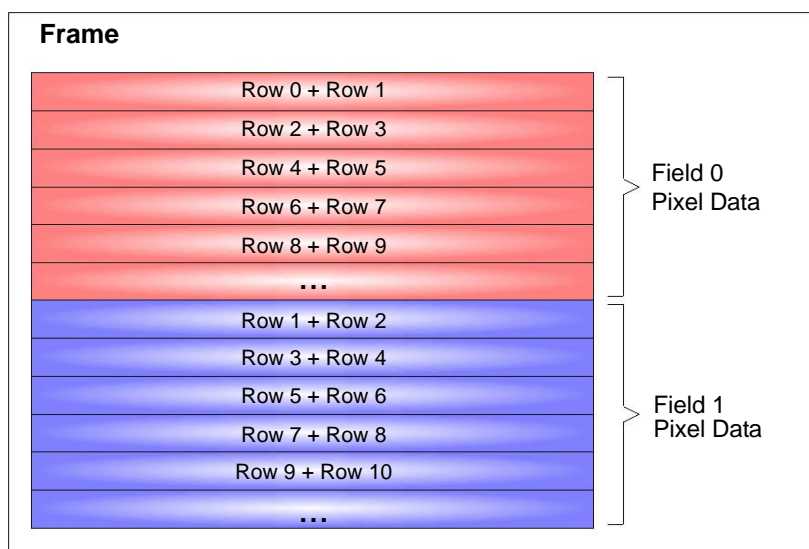 Frame
Row 0 + Row 1
Row 2 + Row 3
Row 4 + Row 5
Row 6 + Row 7
Row 8 + Row 9
...
Field 0
Pixel Data
Row 1 + Row 2
Row 3 + Row 4
Row 5 + Row 6
Row 7 + Row 8
Row 9 + Row 10
...
Field 1
Pixel Data